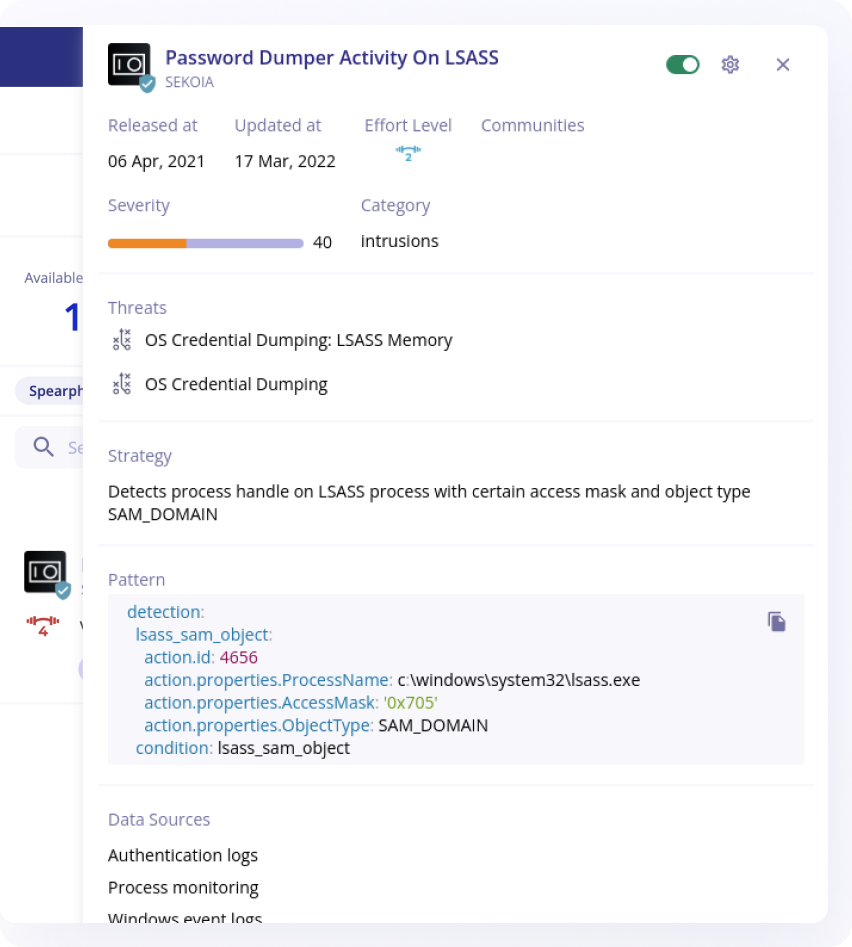 Password Dumper Activity On LSASS
SEKOIA
Released at Updated at Effort Level Communities
06 Apr, 2021 17 Mar, 2022 2
Severity Category
40 intrusions
Available
1
Threats
OS Credential Dumping: LSASS Memory
OS Credential Dumping
Spearph
Se
Strategy
Detects process handle on LSASS process with certain access mask and object type
SAM_DOMAIN
4
Pattern
detection:
lsass_sam_object:
action.id: 4656
action.properties.ProcessName: c:\windows\system32\lsass.exe
action.properties.AccessMask: '0x705'
action.properties.ObjectType: SAM_DOMAIN
condition: lsass_sam_object
Data Sources
Authentication logs
Process monitoring
Windows event logs